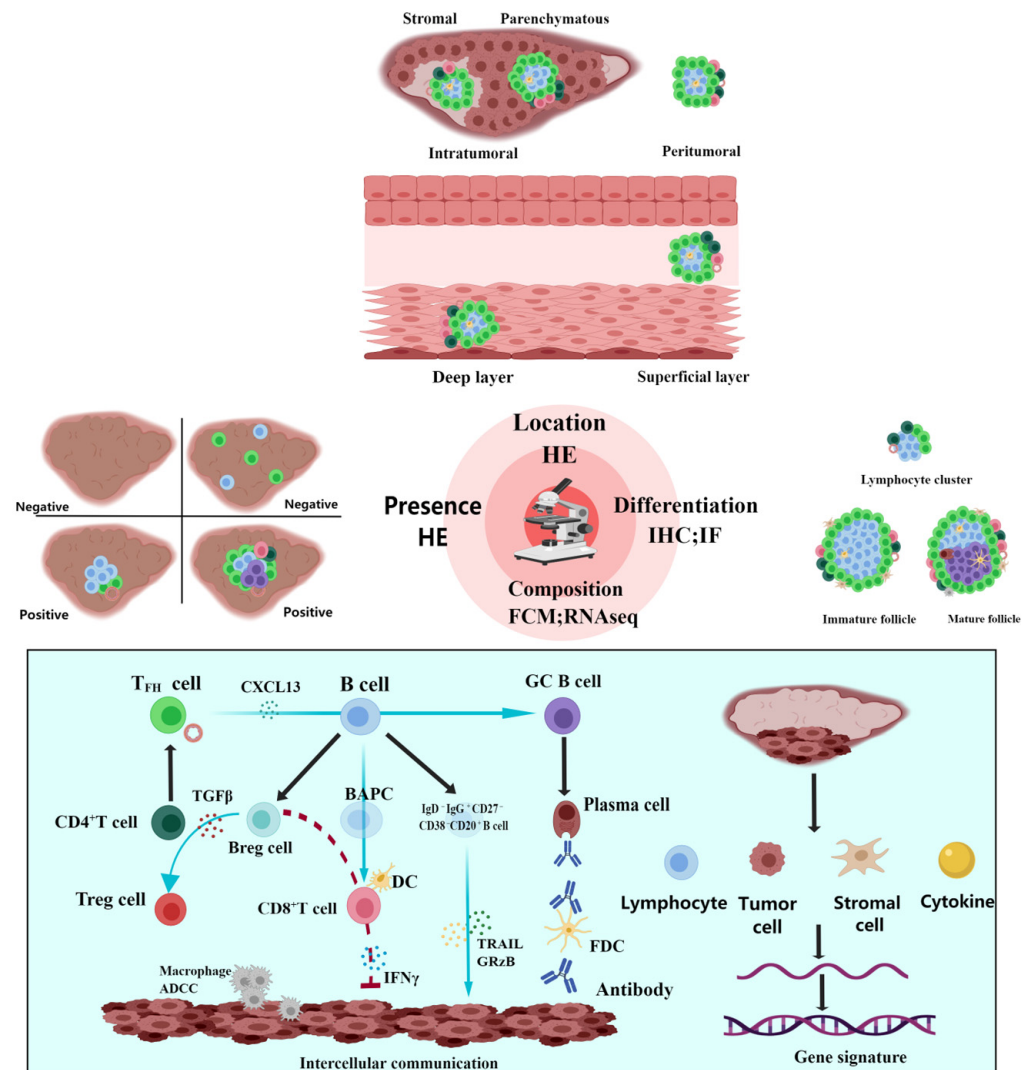 Stromal
Parenchymatous
Intratumoral
Peritumoral
Deep layer
Superficial layer
Negative
Negative
Positive
Positive
Location
HE
Presence
HE
Differentiation
IHC;IF
Composition
FCM;RNAseq
Lymphocyte cluster
Immature follicle
Mature follicle
TFH cell
CXCL13
B cell
GC B cell
TGFβ
BAPC
IgD⁻IgG⁺CD27⁻
CD38⁻CD20⁺B cell
Plasma cell
CD4⁺T cell
Breg cell
DC
Treg cell
CD8⁺T cell
TRAIL
GRzB
FDC
Macrophage
ADCC
IFNγ
Antibody
Intercellular communication
Lymphocyte
Tumor
cell
Stromal
cell
Cytokine
Gene signature